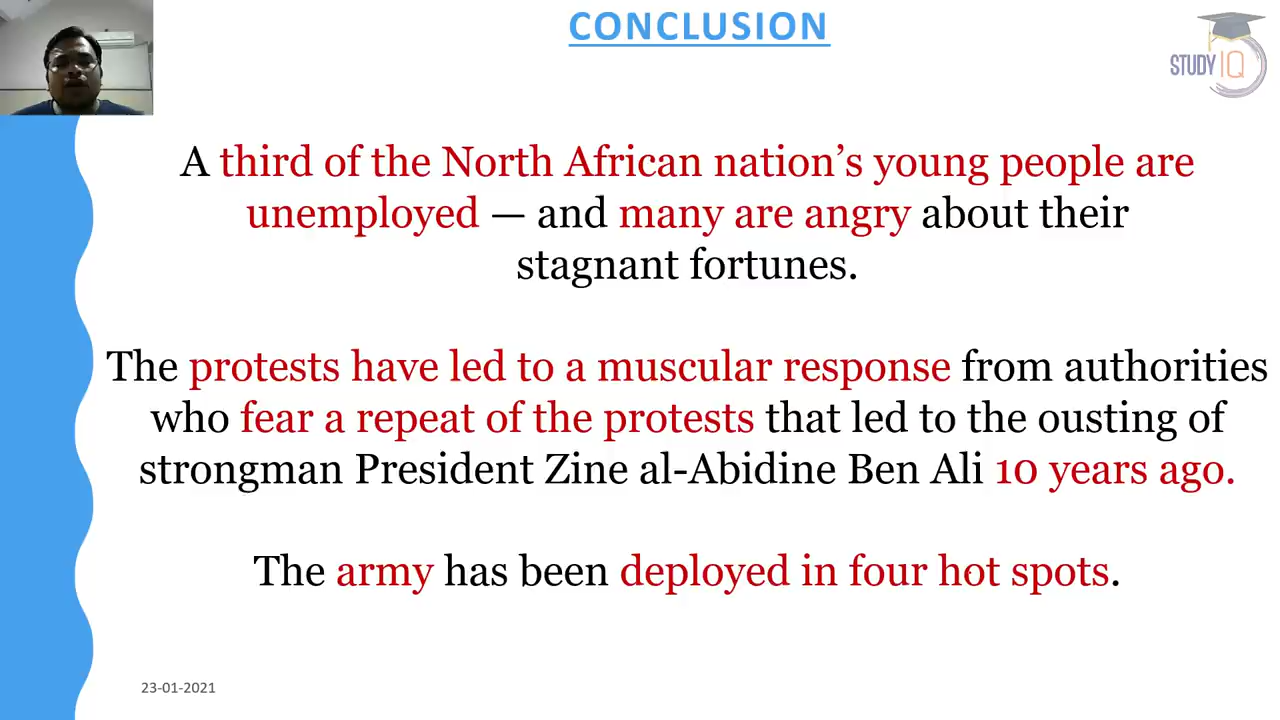 CONCLUSION
STUDY IQ
A third of the North African nation’s young people are
unemployed — and many are angry about their
stagnant fortunes.
The protests have led to a muscular response from authorities
who fear a repeat of the protests that led to the ousting of
strongman President Zine al-Abidine Ben Ali 10 years ago.
The army has been deployed in four hot spots.
23-01-2021